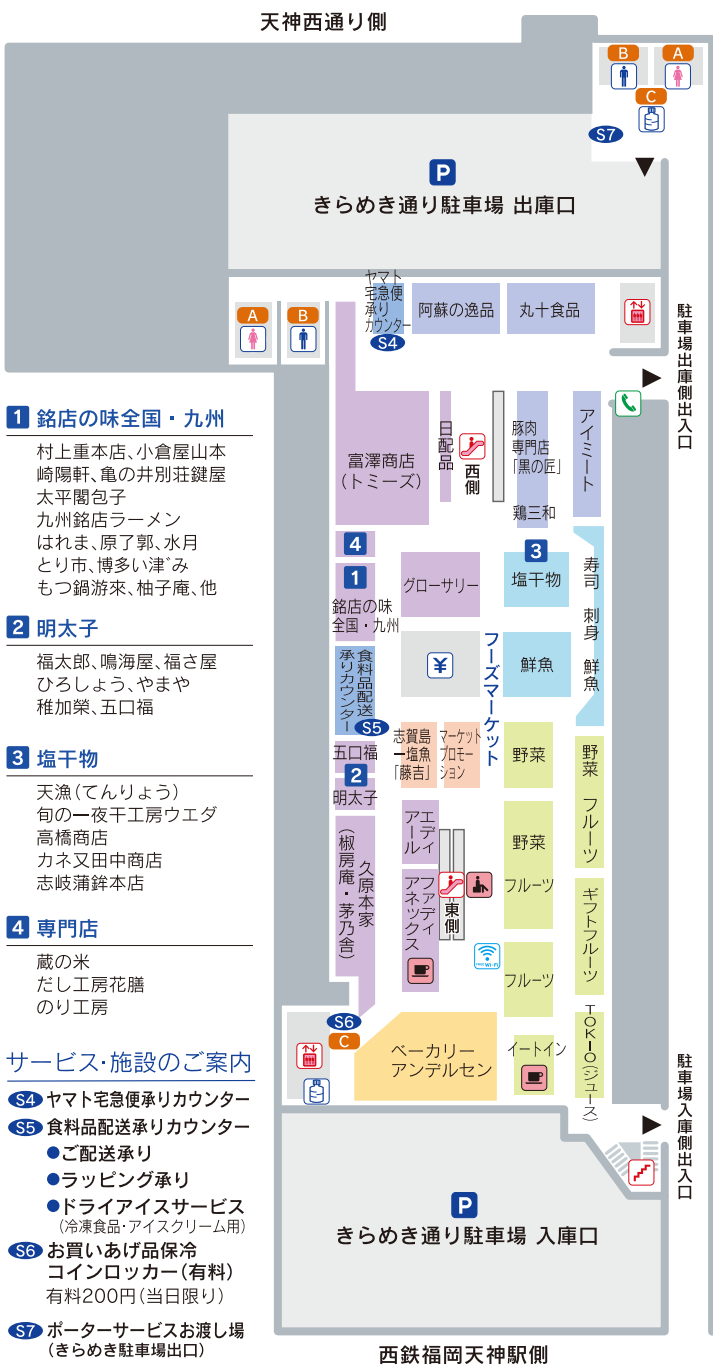 天神西通り側
B
A
C
S7
P
きらめき通り駐車場 出庫口
A
B
ヤマト
宅急便
承り
カウンター
S4
阿蘇の逸品
丸十食品
駐車場出庫側出入口
富澤商店
(トミーズ)
日配品
西側
豚肉
専門店
「黒の匠」
鶏三和
アイミート
4
1
銘店の味
全国・九州
グローサリー
3
塩干物
寿司 刺身 鮮魚
食料品配送
承りカウンター
S5
¥
フーズマーケット
鮮魚
五口福
2
明太子
志賀島
一塩魚
「藤吉」
マーケット
プロモー
ション
野菜
野菜 フルーツ
久原本家
(椒房庵・茅乃舎)
エディ
アール
ファディ
アネックス
東側
野菜
フルーツ
ギフトフルーツ
Wi-Fi
フルーツ
S6
C
ベーカリー
アンデルセン
イートイン
TOKIO(ジュース)
駐車場入庫側出入口
P
きらめき通り駐車場 入庫口
西鉄福岡天神駅側
1 銘店の味全国・九州
村上重本店、小倉屋山本
崎陽軒、亀の井別荘鍵屋
太平閣包子
九州銘店ラーメン
はれま、原了郭、水月
とり市、博多い津゛み
もつ鍋游來、柚子庵、他
2 明太子
福太郎、鳴海屋、福さ屋
ひろしょう、やまや
稚加榮、五口福
3 塩干物
天漁(てんりょう)
旬の一夜干工房ウエダ
高橋商店
カネ又田中商店
志岐蒲鉾本店
4 専門店
蔵の米
だし工房花膳
のり工房
サービス・施設のご案内
S4 ヤマト宅急便承りカウンター
S5 食料品配送承りカウンター
●ご配送承り
●ラッピング承り
●ドライアイスサービス
(冷凍食品・アイスクリーム用)
S6 お買いあげ品保冷
コインロッカー(有料)
有料200円(当日限り)
S7 ポーターサービスお渡し場
(きらめき駐車場出口)